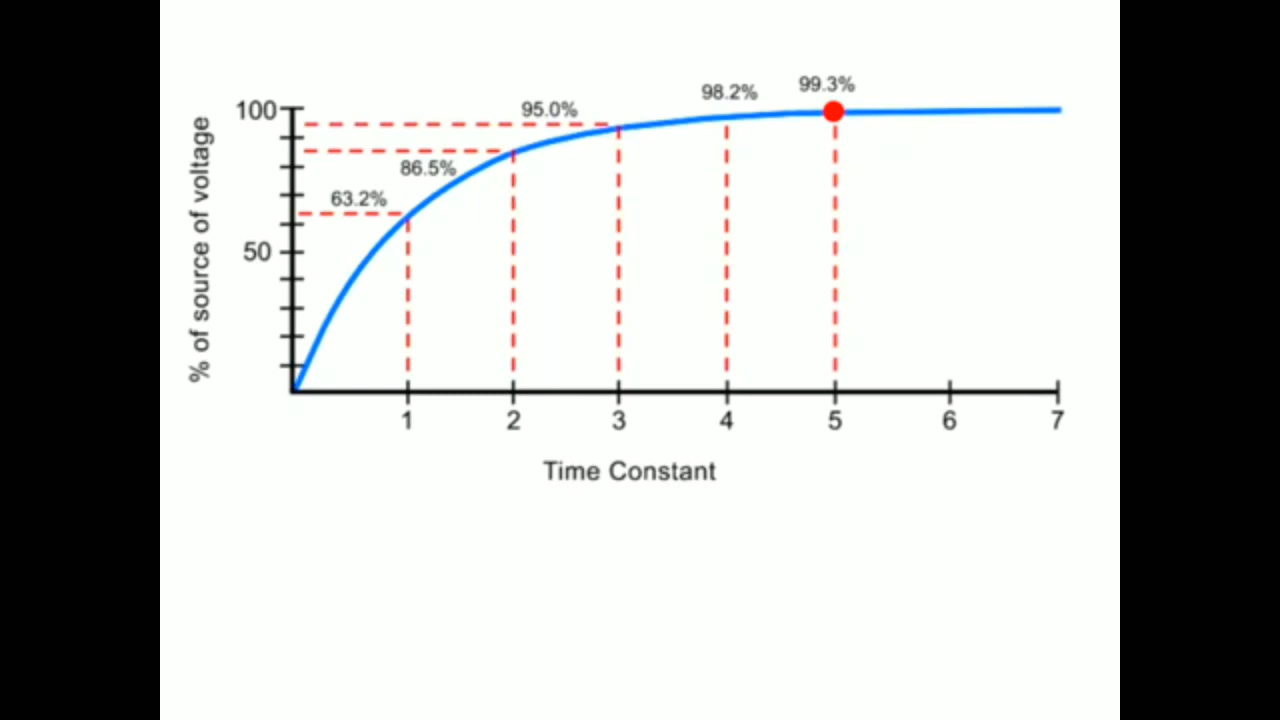 99.3%
98.2%
95.0%
100
86.5%
63.2%
50
% of source of voltage
1 2 3 4 5 6 7
Time Constant